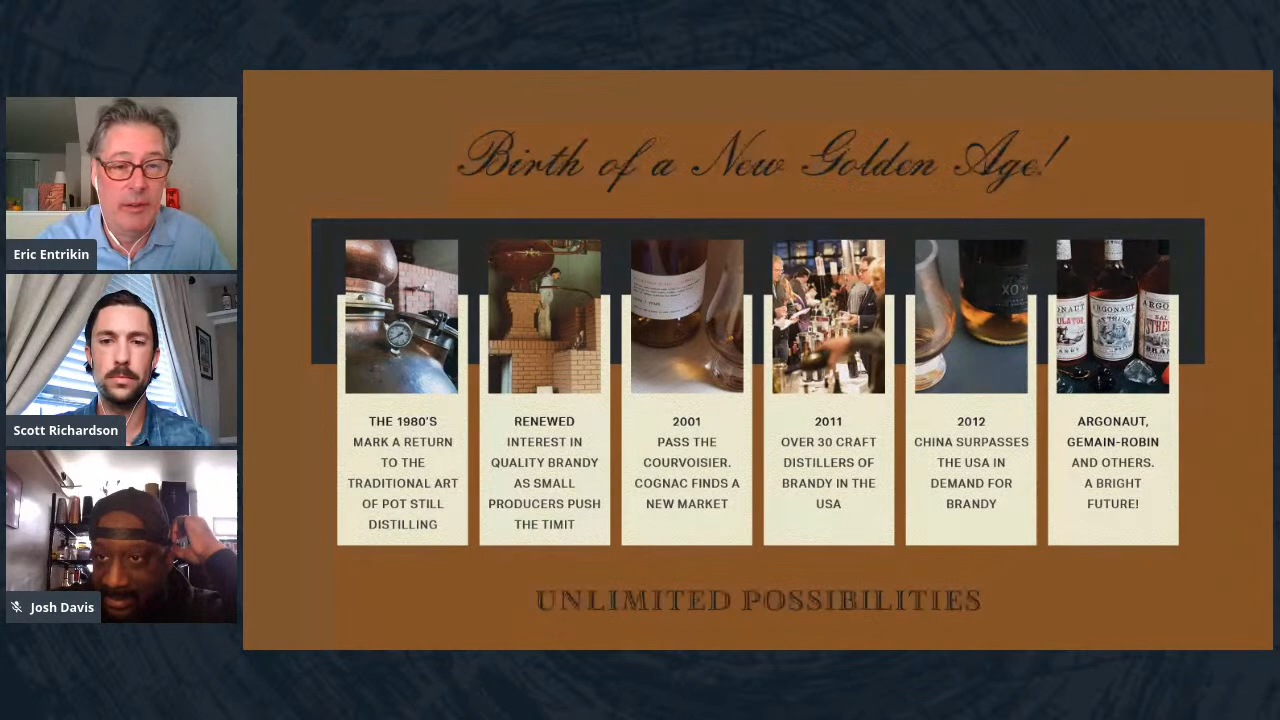 Eric Entrikin
Scott Richardson
Josh Davis
Birth of a New Golden Age!
XO
ARGONAUT
THE 1980'S
MARK A RETURN
TO THE
TRADITIONAL ART
OF POT STILL
DISTILLING
RENEWED
INTEREST IN
QUALITY BRANDY
AS SMALL
PRODUCERS PUSH
THE TIMIT
2001
PASS THE
COURVOISIER.
COGNAC FINDS A
NEW MARKET
2011
OVER 30 CRAFT
DISTILLERS OF
BRANDY IN THE
USA
2012
CHINA SURPASSES
THE USA IN
DEMAND FOR
BRANDY
ARGONAUT,
GEMAIN-ROBIN
AND OTHERS.
A BRIGHT
FUTURE!
UNLIMITED POSSIBILITIES